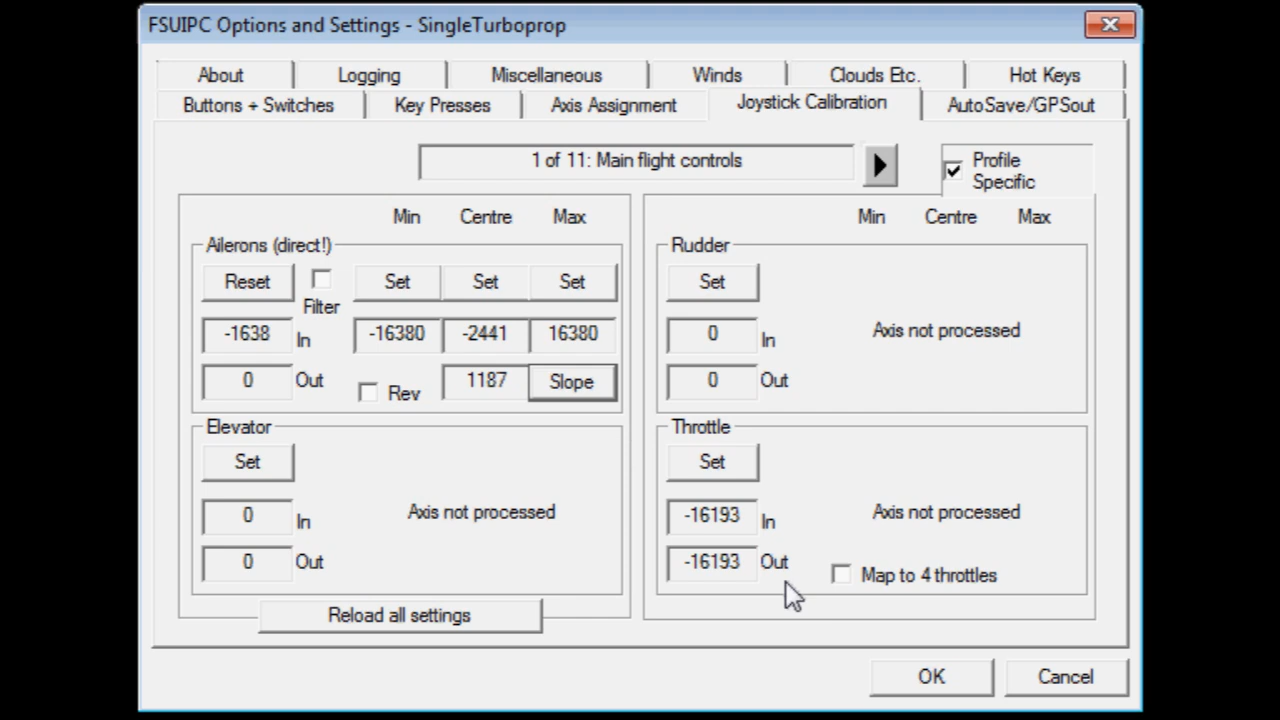 FSUIPC Options and Settings - SingleTurboprop
About
Logging
Miscellaneous
Winds
Clouds Etc.
Hot Keys
Buttons + Switches
Key Presses
Axis Assignment
Joystick Calibration
AutoSave/GPSout
1 of 11: Main flight controls
Profile
Specific
Min Centre Max
Ailerons (direct!)
Reset
Filter
Set Set Set
-1638 In -16380 -2441 16380
0 Out
Rev
1187 Slope
Elevator
Set
0 In
Axis not processed
0 Out
Reload all settings
Min Centre Max
Rudder
Set
0 In
Axis not processed
0 Out
Throttle
Set
-16193 In
Axis not processed
-16193 Out
Map to 4 throttles
OK
Cancel